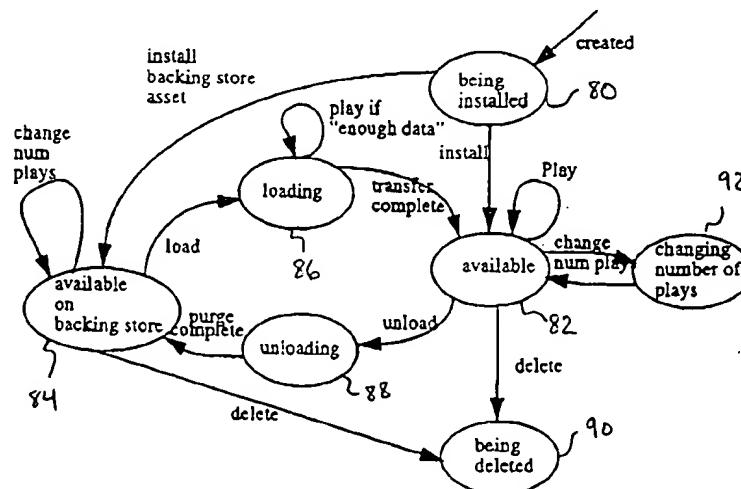 created
install
backing store
asset
being
installed
80
play if
"enough data"
change
num
plays
install
Play
92
loading
transfer
complete
load
86
change
num play
changing
number of
plays
available
on
backing store
available
82
purge
complete
unloading
unload
88
84
delete
delete
being
deleted
90